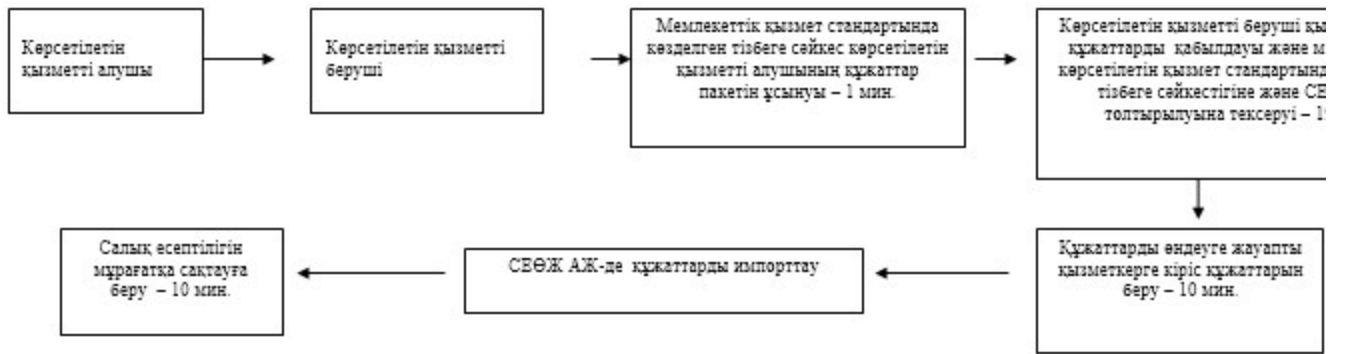 Көрсетілетін
қызметті алушы
Көрсетілетін қызметті
беруші
Мемлекеттік қызмет стандартында
көзделген тізбеге сәйкес көрсетілетін
қызметті алушының құжаттар
пакетін ұсынуы – 1 мин.
Көрсетілетін қызметті беруші
құжаттарды қабылдауы және
көрсетілетін қызмет
тізбеге сәйкестігіне және
толтырылуына тексеруі –
Құжаттарды өңдеуге жауапты
қызметкерге кіріс құжаттарын
беру – 10 мин.
СЕӨЖ АЖ-де құжаттарды импорттау
Салық есептілігін
мұрағатқа сақтауға
беру – 10 мин.